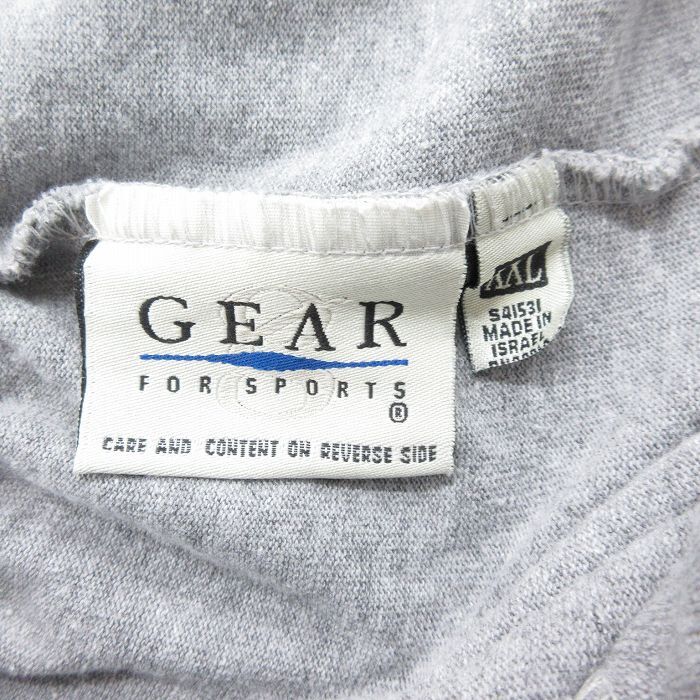 GEAR
FOR SPORTS
®
CARE AND CONTENT ON REVERSE SIDE
XXL
S41531
MADE IN
ISRAEL